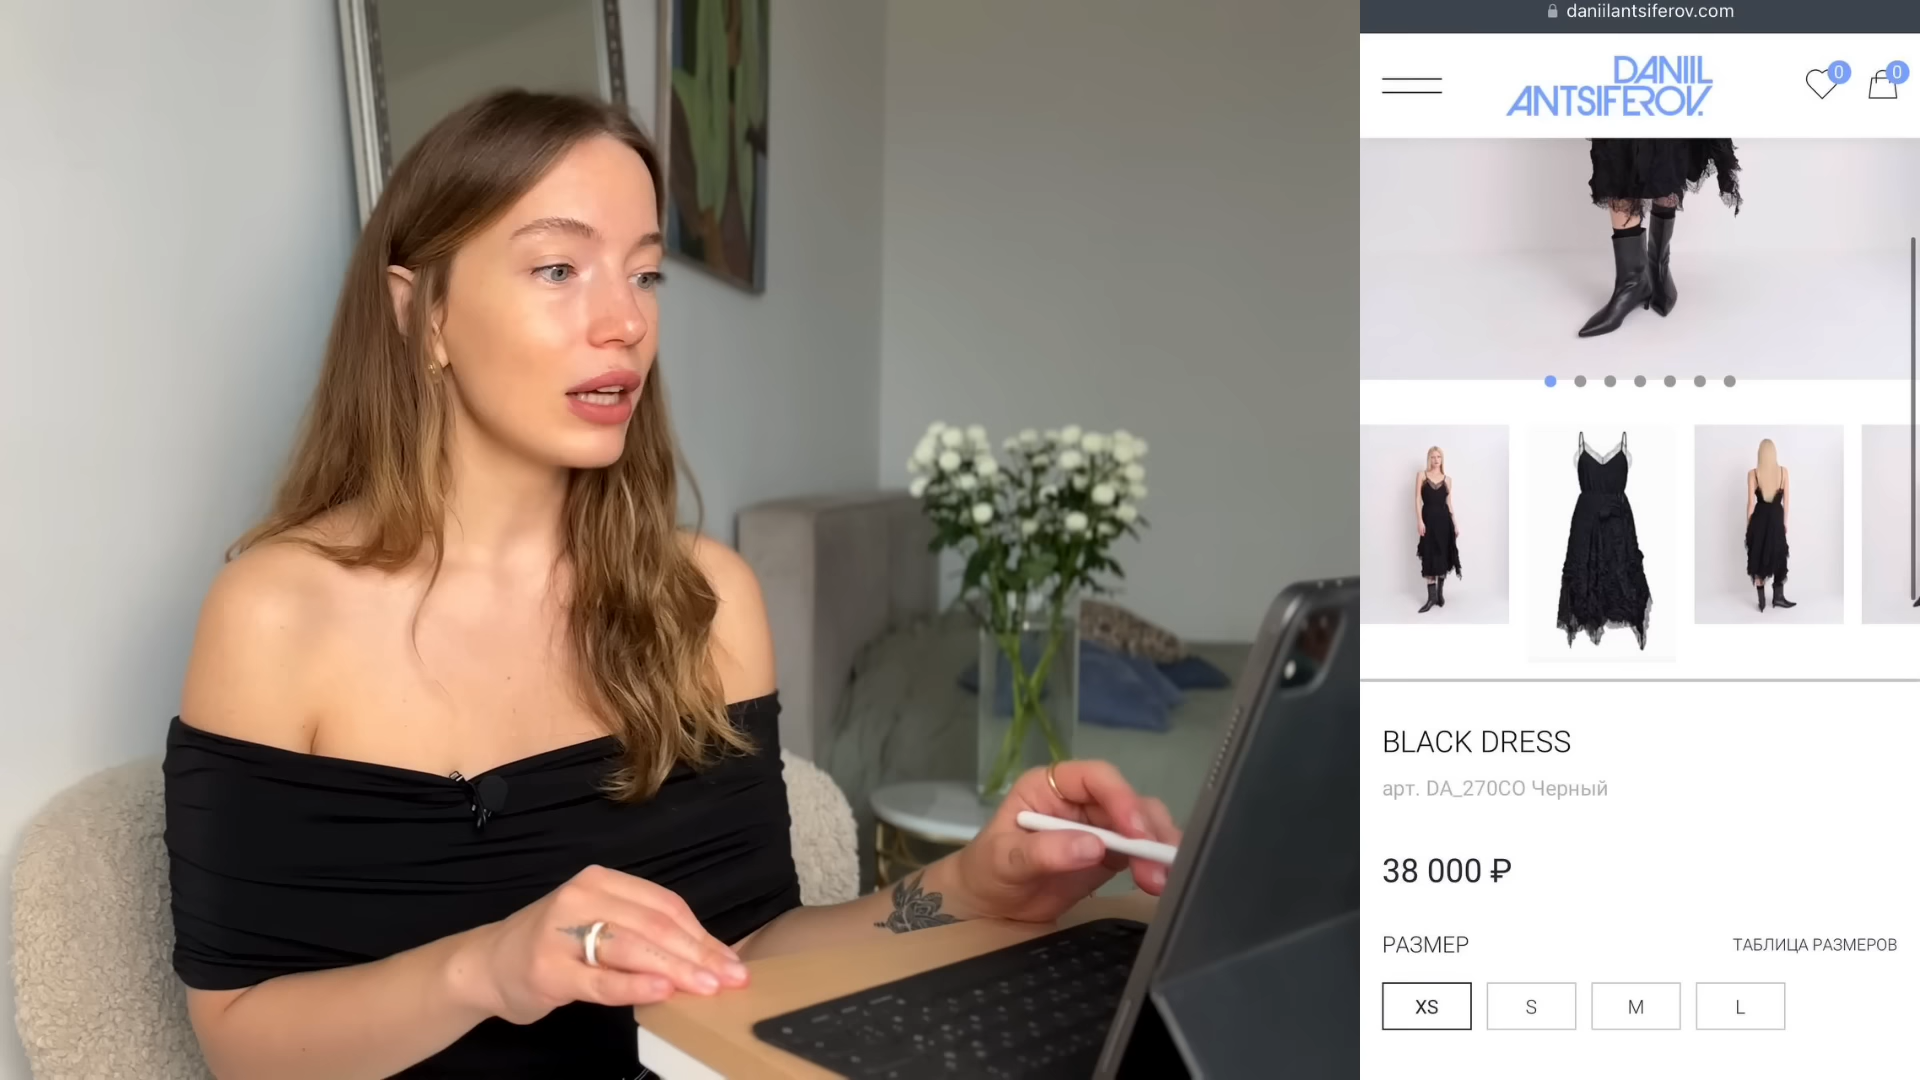 daniilantsiferov.com
DANIIL
ANTSIFEROV.
0
0
BLACK DRESS
арт. DA_270CO Черный
38 000 ₽
РАЗМЕР
ТАБЛИЦА РАЗМЕРОВ
XS
S
M
L